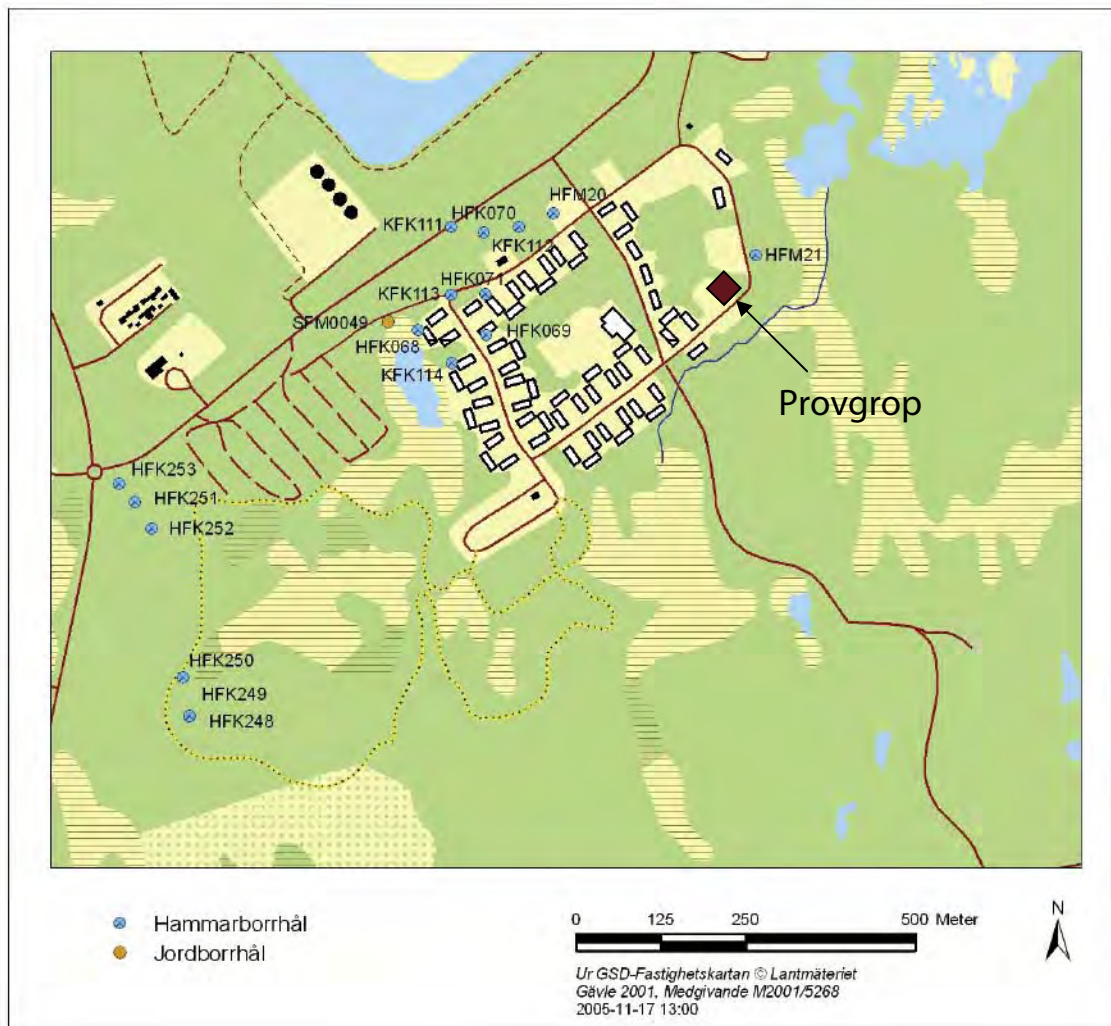 HFM20
HFK070
KFK111
KFK112
HFM21
HFK071
KFK113
SFM0049
HFK069
HFK068
KFK114
Provgrop
HFK253
HFK251
HFK252
HFK250
HFK249
HFK248
Hammarborrhål
Jordborrhål
0 125 250 500 Meter
N
Ur GSD-Fastighetskartan © Lantmäteriet
Gävle 2001, Medgivande M2001/5268
2005-11-17 13:00